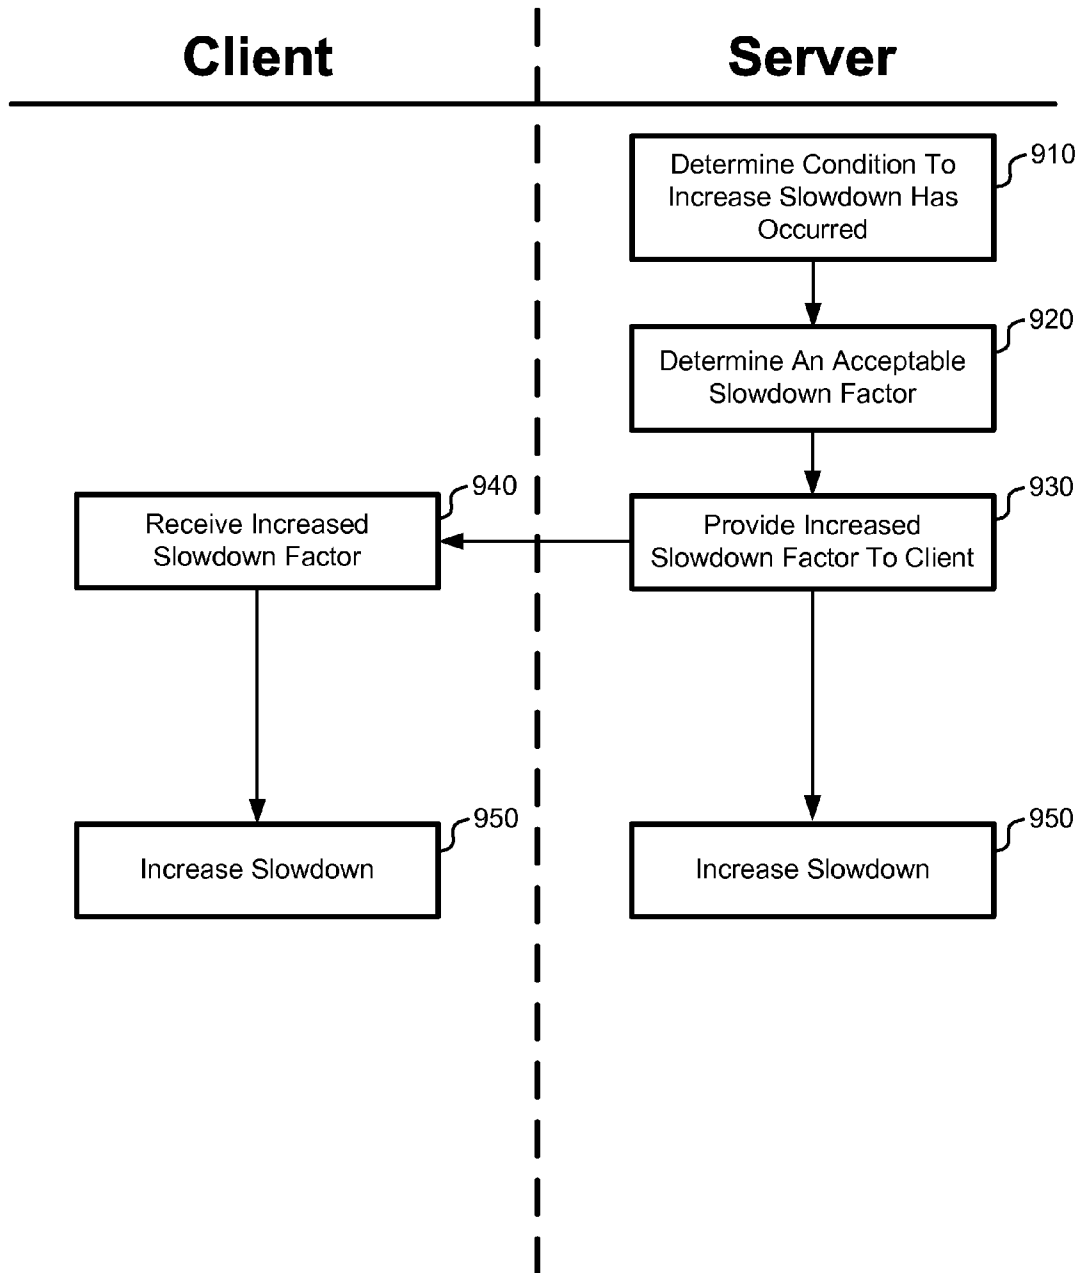 Client
Server
Determine Condition To
Increase Slowdown Has
Occurred
910
Determine An Acceptable
Slowdown Factor
920
Receive Increased
Slowdown Factor
940
Provide Increased
Slowdown Factor To Client
930
Increase Slowdown
950
Increase Slowdown
950